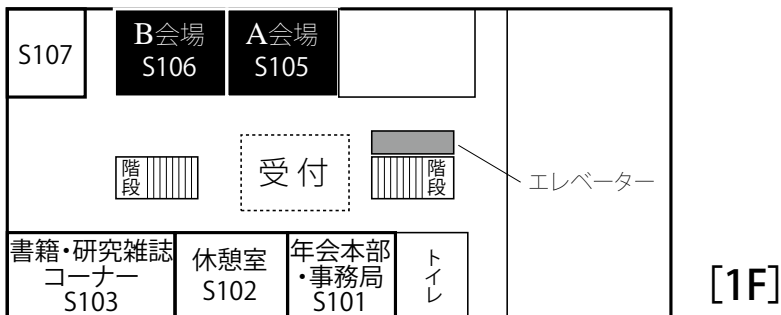 S107
B会場
S106
A会場
S105
階段
受付
階段
エレベーター
書籍・研究雑誌
コーナー
S103
休憩室
S102
年会本部
・事務局
S101
トイレ
[1F]